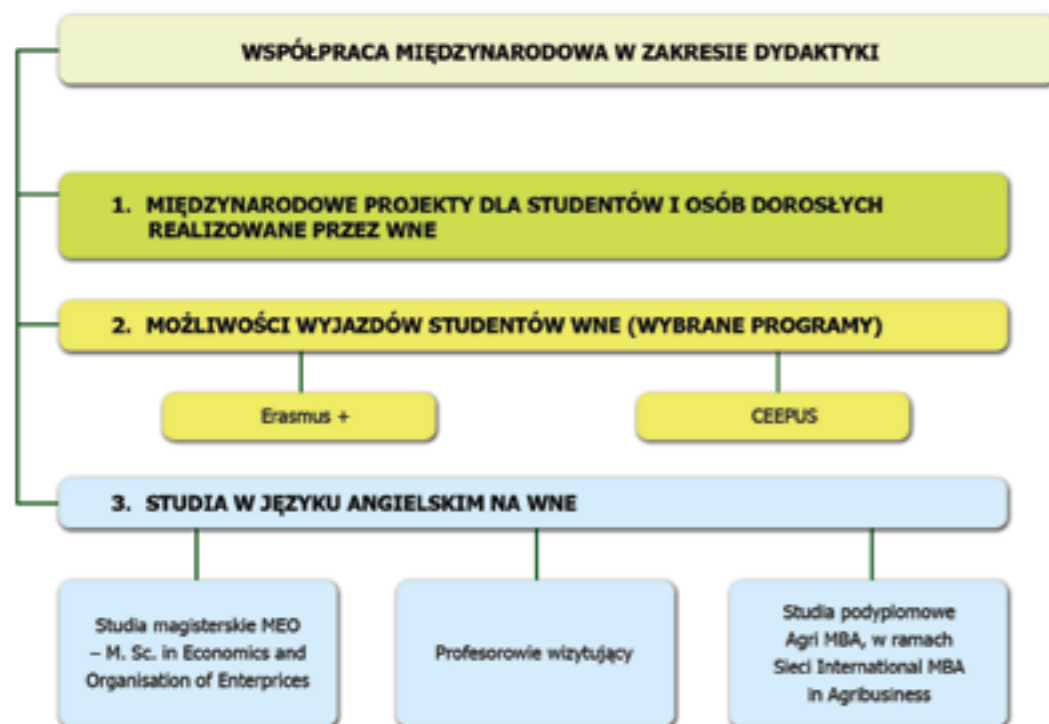 WSPÓŁPRACA MIĘDZYNARODOWA W ZAKRESIE DYDAKTYKI
1. MIĘDZYNARODOWE PROJEKTY DLA STUDENTÓW I OSÓB DOROSŁYCH
REALIZOWANE PRZEZ WNE
2. MOŻLIWOŚCI WYJAZDÓW STUDENTÓW WNE (WYBRANE PROGRAMY)
Erasmus +
CEEPUS
3. STUDIA W JĘZYKU ANGIELSKIM NA WNE
Studia magisterskie MEO
– M. Sc. in Economics and
Organisation of Enterprices
Profesorowie wizytujący
Studia podyplomowe
Agri MBA, w ramach
Sieci International MBA
in Agribusiness